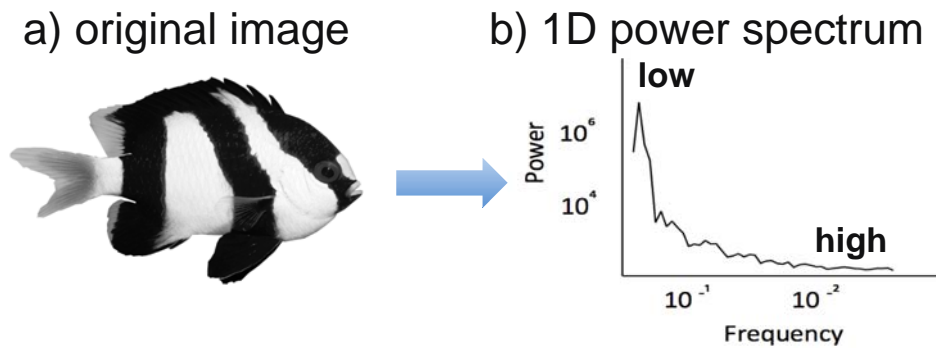 a) original image
b) 1D power spectrum
low
Power
10⁶
10⁴
high
10⁻¹
10⁻²
Frequency